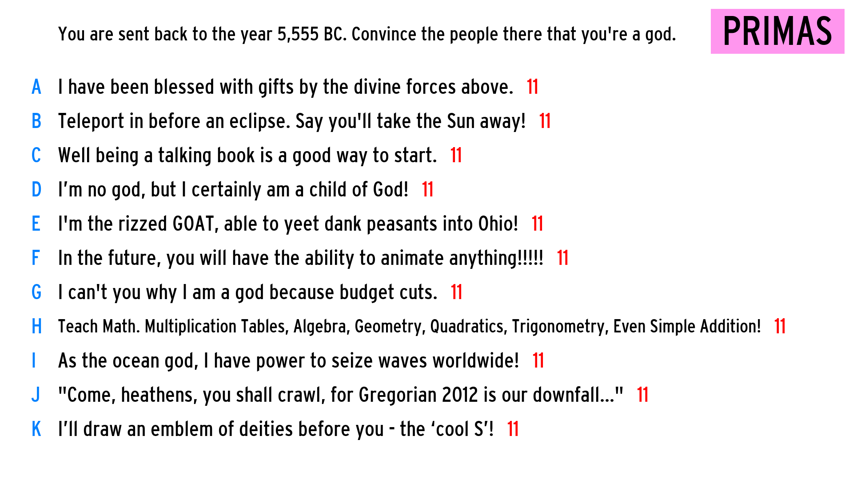 You are sent back to the year 5,555 BC. Convince the people there that you're a god.
PRIMAS
A I have been blessed with gifts by the divine forces above. 11
B Teleport in before an eclipse. Say you'll take the Sun away! 11
C Well being a talking book is a good way to start. 11
D I’m no god, but I certainly am a child of God! 11
E I'm the rizzed GOAT, able to yeet dank peasants into Ohio! 11
F In the future, you will have the ability to animate anything!!!!! 11
G I can't you why I am a god because budget cuts. 11
H Teach Math. Multiplication Tables, Algebra, Geometry, Quadratics, Trigonometry, Even Simple Addition! 11
I As the ocean god, I have power to seize waves worldwide! 11
J "Come, heathens, you shall crawl, for Gregorian 2012 is our downfall..." 11
K I’ll draw an emblem of deities before you - the ‘cool S’! 11